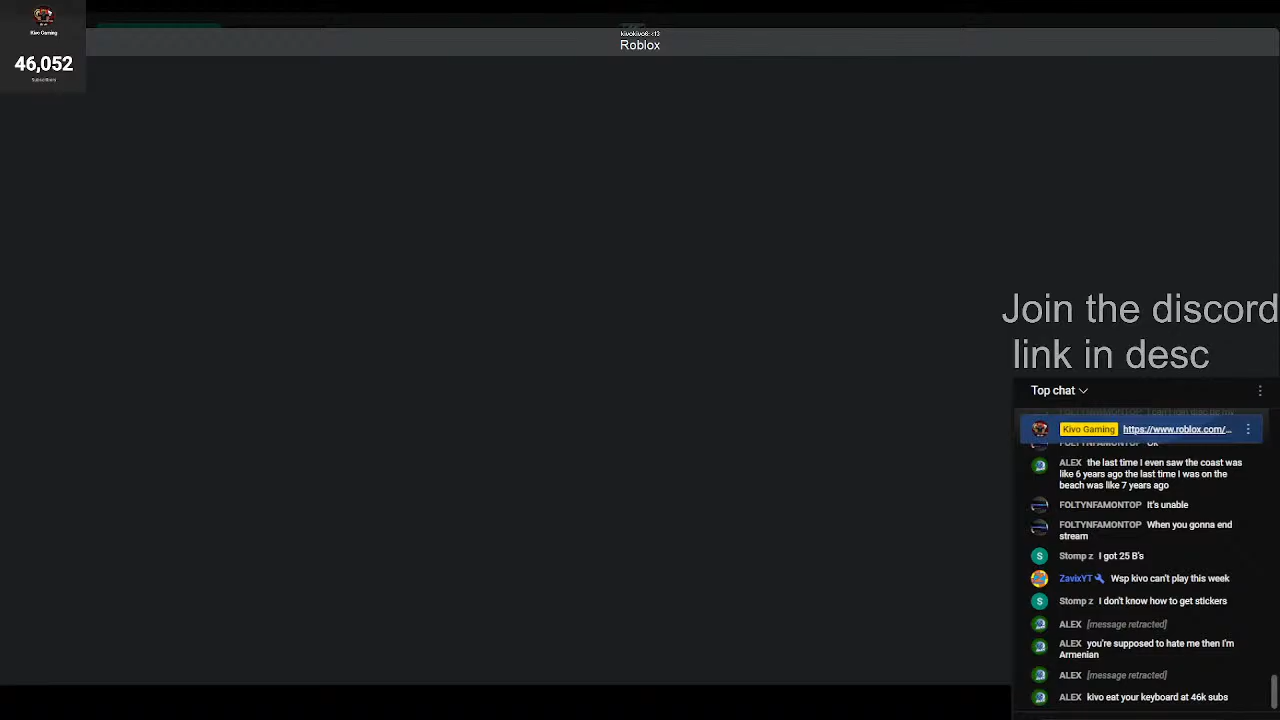 Kivo Gaming
46,052
Subscribers
Roblox
Join the discord
link in desc
Top chat
Kivo Gaming https://www.roblox.com/...
ALEX the last time I even saw the coast was
like 6 years ago the last time I was on the
beach was like 7 years ago
FOLTYNFAMONTOP It's unable
FOLTYNFAMONTOP When you gonna end
stream
S Stomp z I got 25 B's
ZavixYT Wsp kivo can't play this week
S Stomp z I don't know how to get stickers
ALEX [message retracted]
ALEX you're supposed to hate me then I'm
Armenian
ALEX [message retracted]
ALEX kivo eat your keyboard at 46k subs